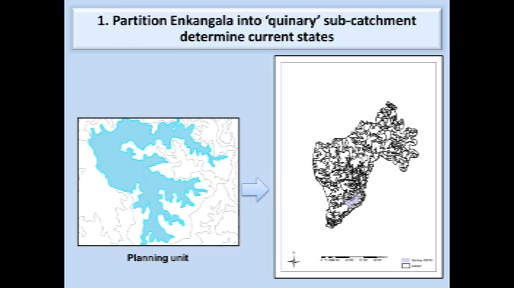 1. Partition Enkangala into ‘quinary’ sub-catchment
determine current states
Planning unit